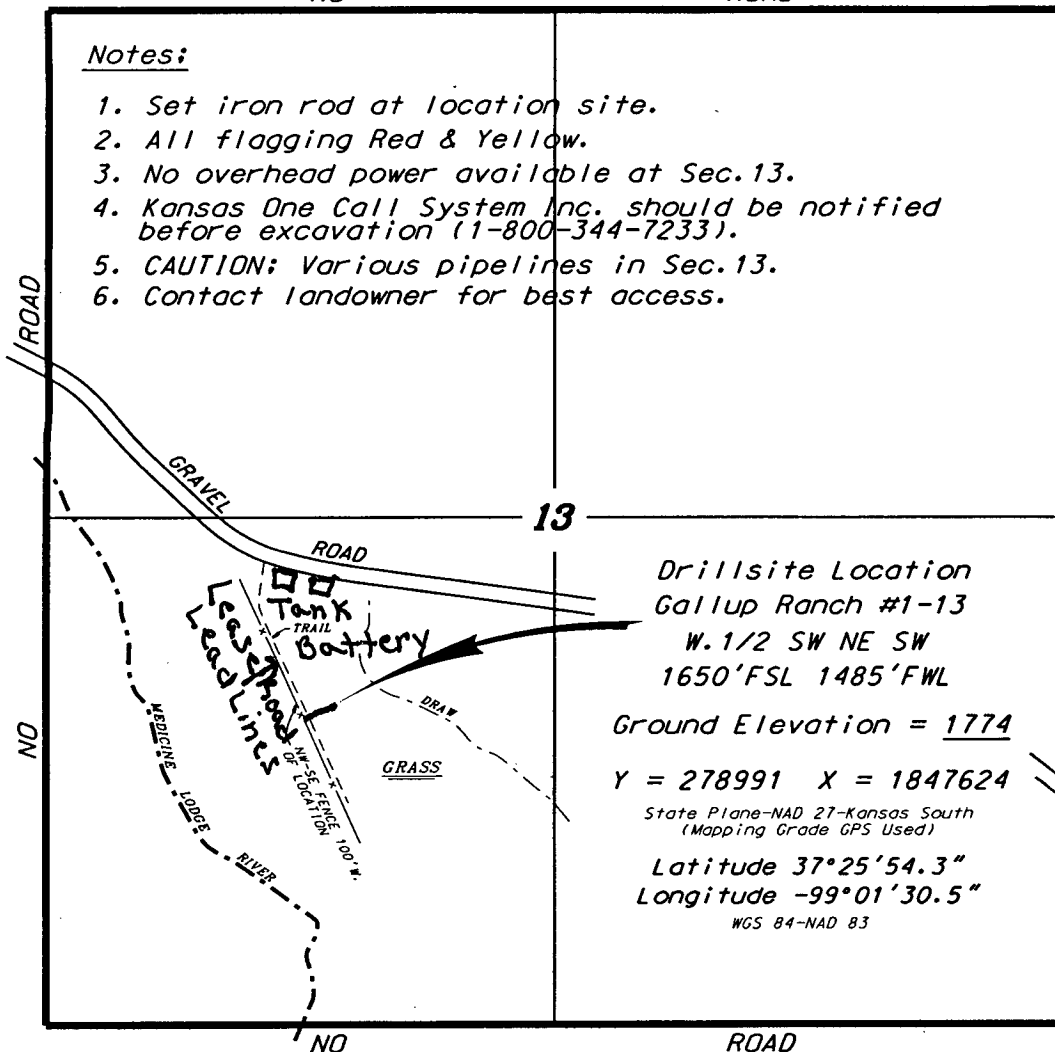 Notes:
1. Set iron rod at location site.
2. All flagging Red & Yellow.
3. No overhead power available at Sec.13.
4. Kansas One Call System Inc. should be notified
before excavation (1-800-344-7233).
5. CAUTION: Various pipelines in Sec.13.
6. Contact landowner for best access.
ROAD
GRAVEL
ROAD
13
Tank
Battery
TRAIL
Lease Road
Lead Lines
NW-SE FENCE 100'W.
OF LOCATION
DRAW
GRASS
MEDICINE LODGE RIVER
NO
Drillsite Location
Gallup Ranch #1-13
W.1/2 SW NE SW
1650'FSL 1485'FWL
Ground Elevation = 1774
Y = 278991 X = 1847624
State Plane-NAD 27-Kansas South
(Mapping Grade GPS Used)
Latitude 37°25'54.3"
Longitude -99°01'30.5"
WGS 84-NAD 83
NO
ROAD